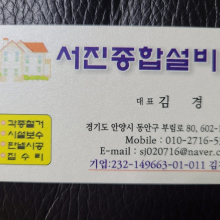 서진종합설비
대표 김 경
경기도 안양시 동안구 부림로 80, 602-1
Mobile : 010-2716-5
E-mail : sj020716@naver.c
기업:232-149663-01-011 김
• 각종철거
• 시설보수
• 판넬시공
• 집 수 리